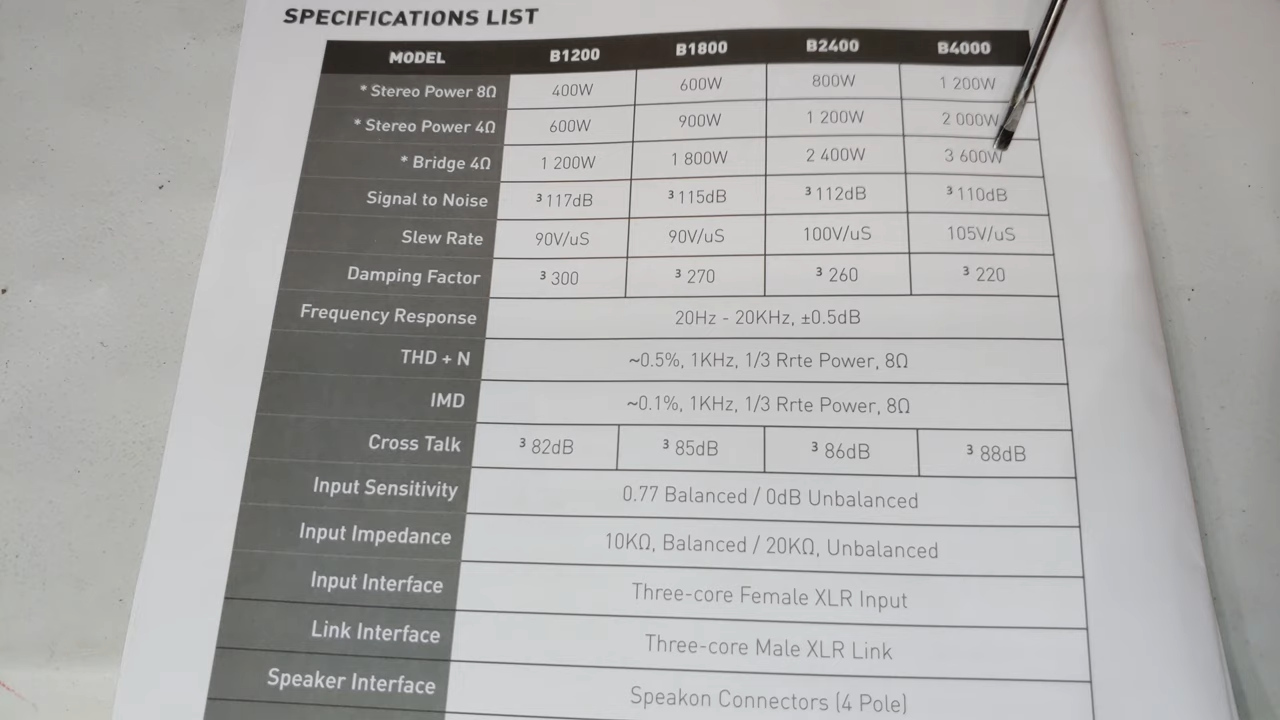 SPECIFICATIONS LIST
MODEL B1200 B1800 B2400 B4000
* Stereo Power 8Ω 400W 600W 800W 1 200W
* Stereo Power 4Ω 600W 900W 1 200W 2 000W
* Bridge 4Ω 1 200W 1 800W 2 400W 3 600W
Signal to Noise ³ 117dB ³ 115dB ³ 112dB ³ 110dB
Slew Rate 90V/uS 90V/uS 100V/uS 105V/uS
Damping Factor ³ 300 ³ 270 ³ 260 ³ 220
Frequency Response 20Hz - 20KHz, ±0.5dB
THD + N ~0.5%, 1KHz, 1/3 Rrte Power, 8Ω
IMD ~0.1%, 1KHz, 1/3 Rrte Power, 8Ω
Cross Talk ³ 82dB ³ 85dB ³ 86dB ³ 88dB
Input Sensitivity 0.77 Balanced / 0dB Unbalanced
Input Impedance 10KΩ, Balanced / 20KΩ, Unbalanced
Input Interface Three-core Female XLR Input
Link Interface Three-core Male XLR Link
Speaker Interface Speakon Connectors (4 Pole)